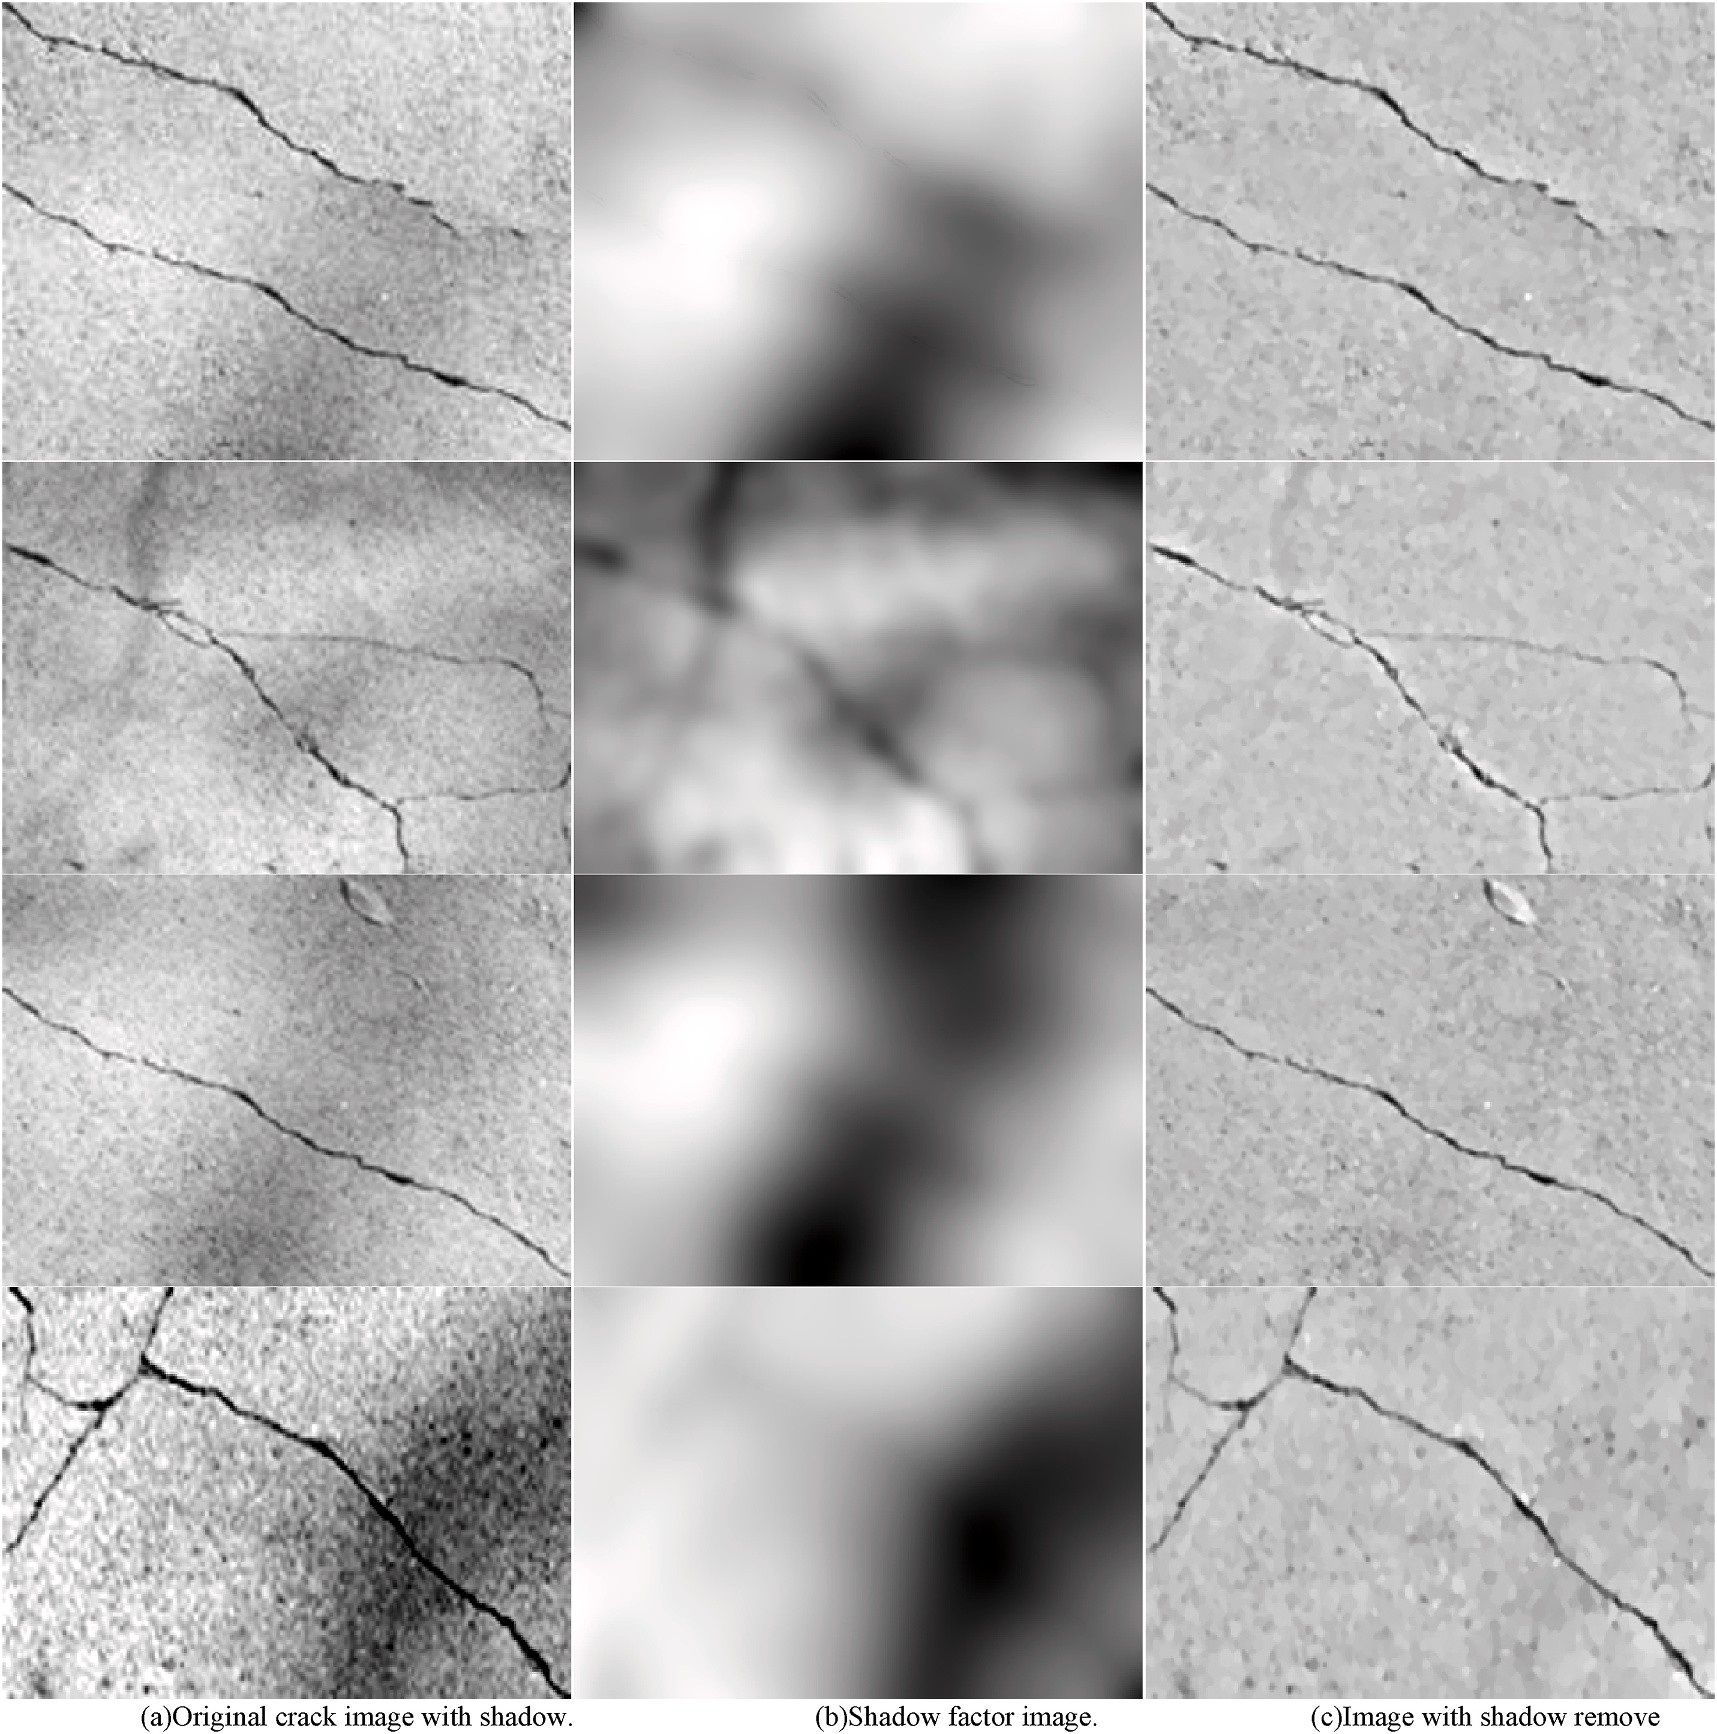 (a)Original crack image with shadow.
(b)Shadow factor image.
(c)Image with shadow remove